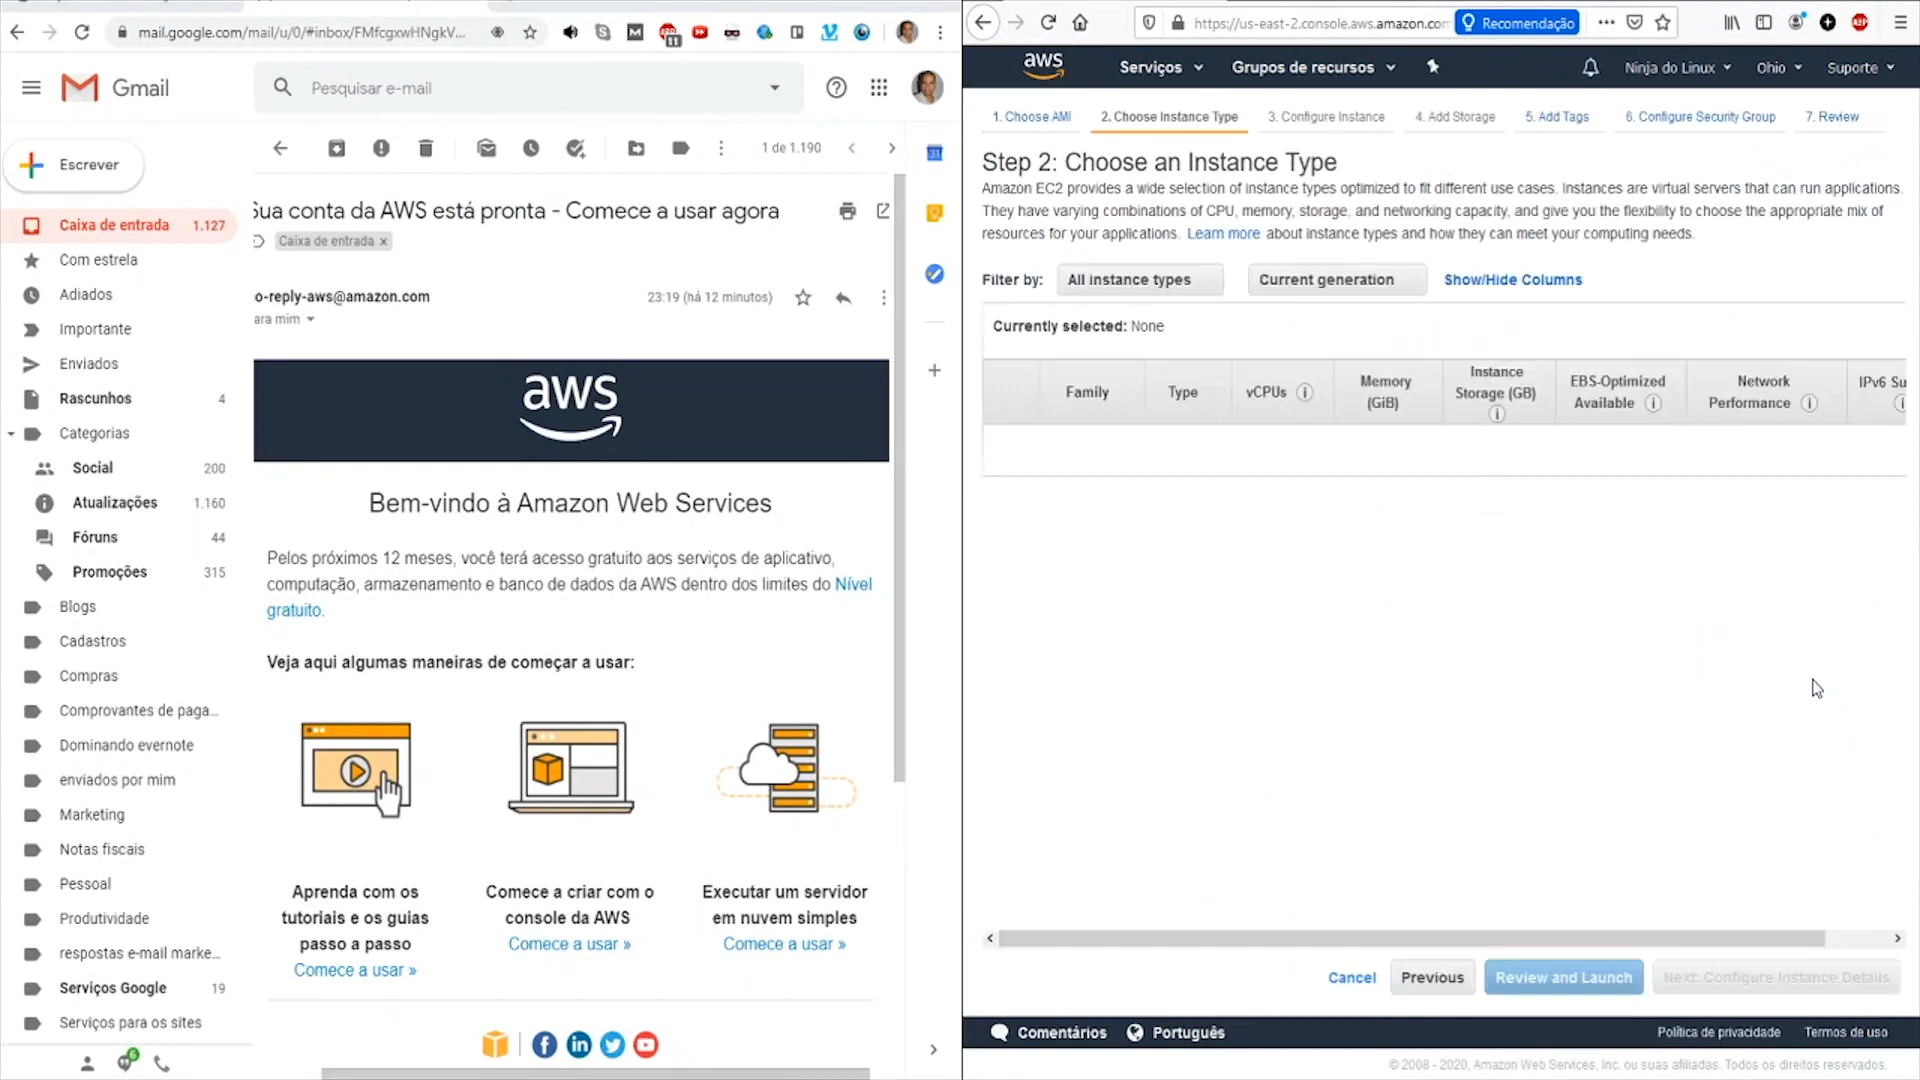 mail.google.com/mail/u/0/#inbox/FMfcgxwHNgkV...
11
Gmail
Pesquisar e-mail
Escrever
1 de 1.190
Caixa de entrada 1.127
Com estrela
Adiados
Importante
Enviados
Rascunhos 4
Categorias
Social 200
Atualizações 1.160
Fóruns 44
Promoções 315
Blogs
Cadastros
Compras
Comprovantes de paga...
Dominando evernote
enviados por mim
Marketing
Notas fiscais
Pessoal
Produtividade
respostas e-mail marke...
Serviços Google 19
Serviços para os sites
6
Sua conta da AWS está pronta - Comece a usar agora
Caixa de entrada ×
o-reply-aws@amazon.com
23:19 (há 12 minutos)
ara mim
aws
Bem-vindo à Amazon Web Services
Pelos próximos 12 meses, você terá acesso gratuito aos serviços de aplicativo,
computação, armazenamento e banco de dados da AWS dentro dos limites do Nível
gratuito.
Veja aqui algumas maneiras de começar a usar:
Aprenda com os
tutoriais e os guias
passo a passo
Comece a usar »
Comece a criar com o
console da AWS
Comece a usar »
Executar um servidor
em nuvem simples
Comece a usar »
31
https://us-east-2.console.aws.amazon.com
Recomendação
ABP
aws
Serviços
Grupos de recursos
Ninja do Linux
Ohio
Suporte
1. Choose AMI
2. Choose Instance Type
3. Configure Instance
4. Add Storage
5. Add Tags
6. Configure Security Group
7. Review
Step 2: Choose an Instance Type
Amazon EC2 provides a wide selection of instance types optimized to fit different use cases. Instances are virtual servers that can run applications.
They have varying combinations of CPU, memory, storage, and networking capacity, and give you the flexibility to choose the appropriate mix of
resources for your applications. Learn more about instance types and how they can meet your computing needs.
Filter by:
All instance types
Current generation
Show/Hide Columns
Currently selected: None
Family
Type
vCPUs
Memory
(GiB)
Instance
Storage (GB)
EBS-Optimized
Available
Network
Performance
IPv6 Su
Cancel
Previous
Review and Launch
Next: Configure Instance Details
Comentários
Português
Política de privacidade
Termos de uso
© 2008 - 2020, Amazon Web Services, Inc. ou suas afiliadas. Todos os direitos reservados.